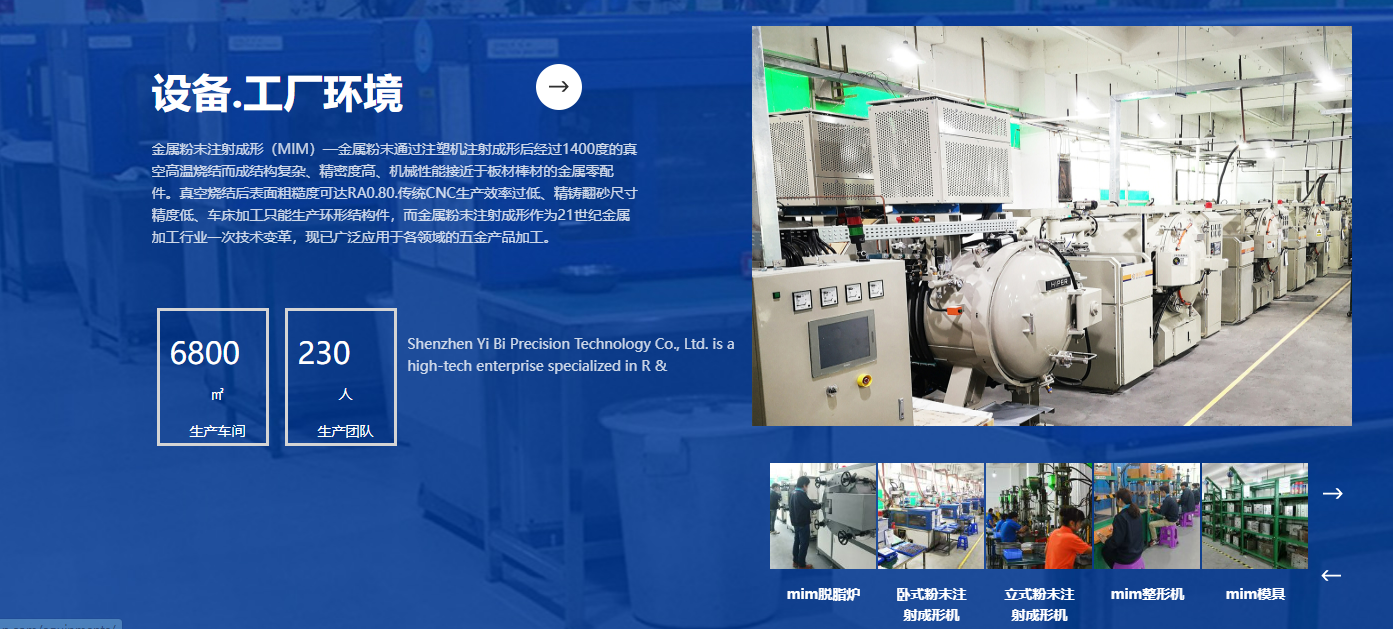 设备.工厂环境
金属粉末注射成形（MIM）—金属粉末通过注塑机注射成形后经过1400度的真
空高温烧结而成结构复杂、精密度高、机械性能接近于板材棒材的金属零配
件。真空烧结后表面粗糙度可达RA0.80.传统CNC生产效率过低、精铸翻砂尺寸
精度低、车床加工只能生产环形结构件，而金属粉末注射成形作为21世纪金属
加工行业一次技术变革，现已广泛应用于各领域的五金产品加工。
6800
㎡
生产车间
230
人
生产团队
Shenzhen Yi Bi Precision Technology Co., Ltd. is a
high-tech enterprise specialized in R &
HIPER
mim脱脂炉
卧式粉末注
射成形机
立式粉末注
射成形机
mim整形机
mim模具